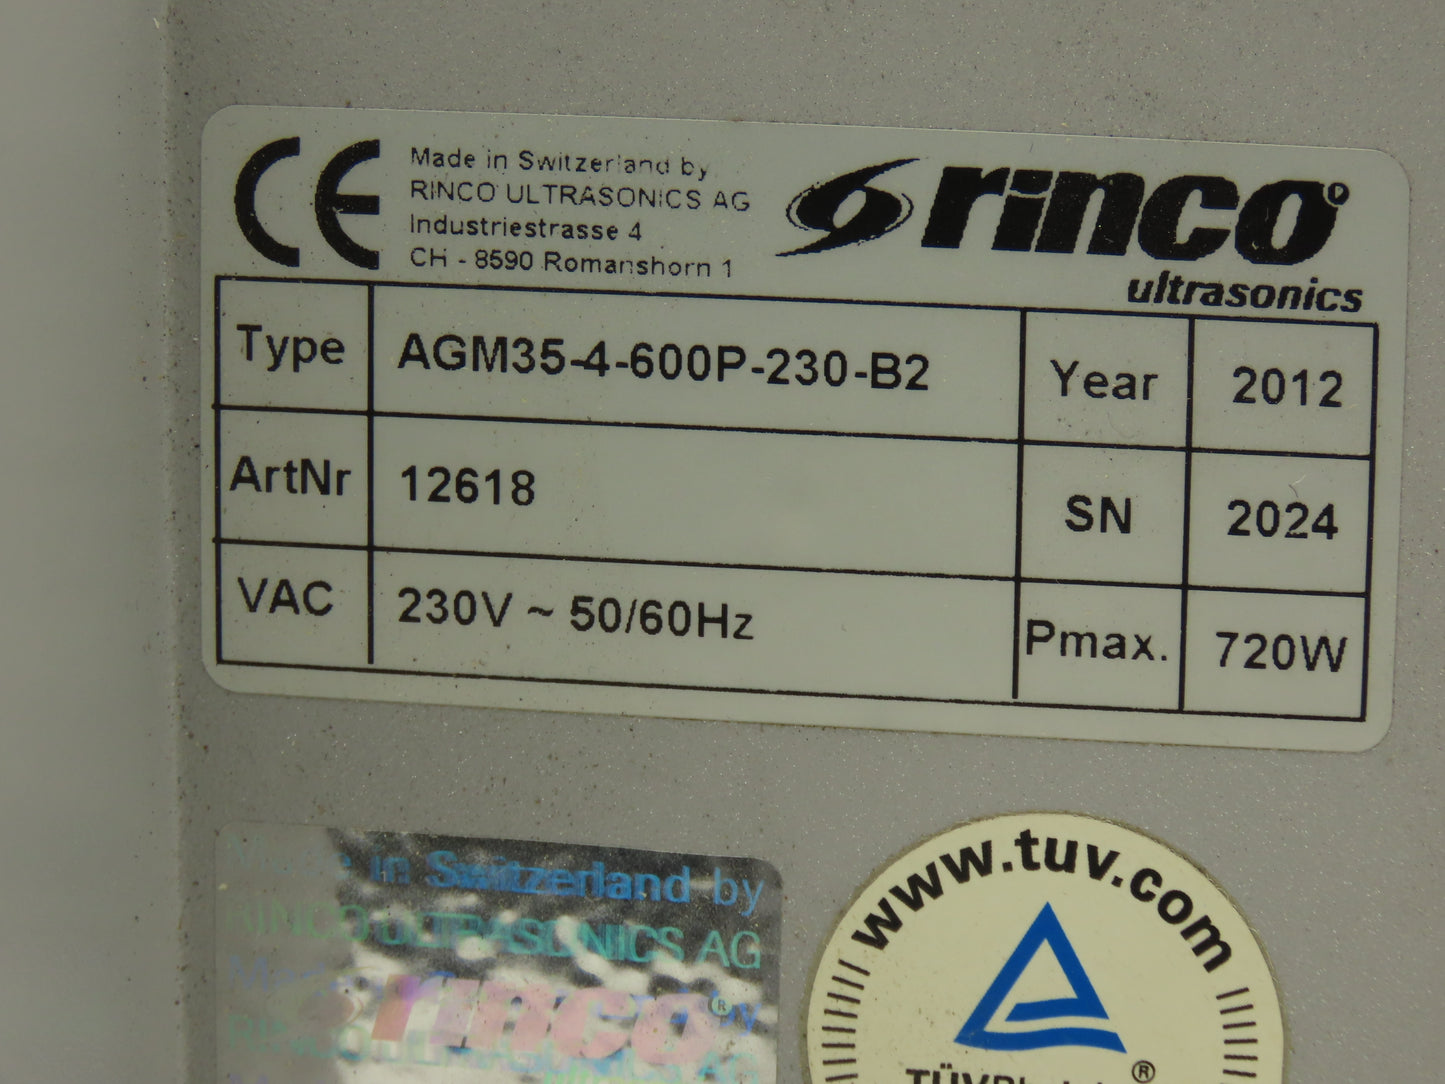 CE
Made in Switzerland by
RINCO ULTRASONICS AG
Industriestrasse 4
CH - 8590 Romanshorn 1
rinco
ultrasonics
Type AGM35-4-600P-230-B2 Year 2012
ArtNr 12618 SN 2024
VAC 230V ~ 50/60Hz Pmax. 720W
Made in Switzerland by
RINCO ULTRASONICS AG
rinco®
www.tuv.com
®